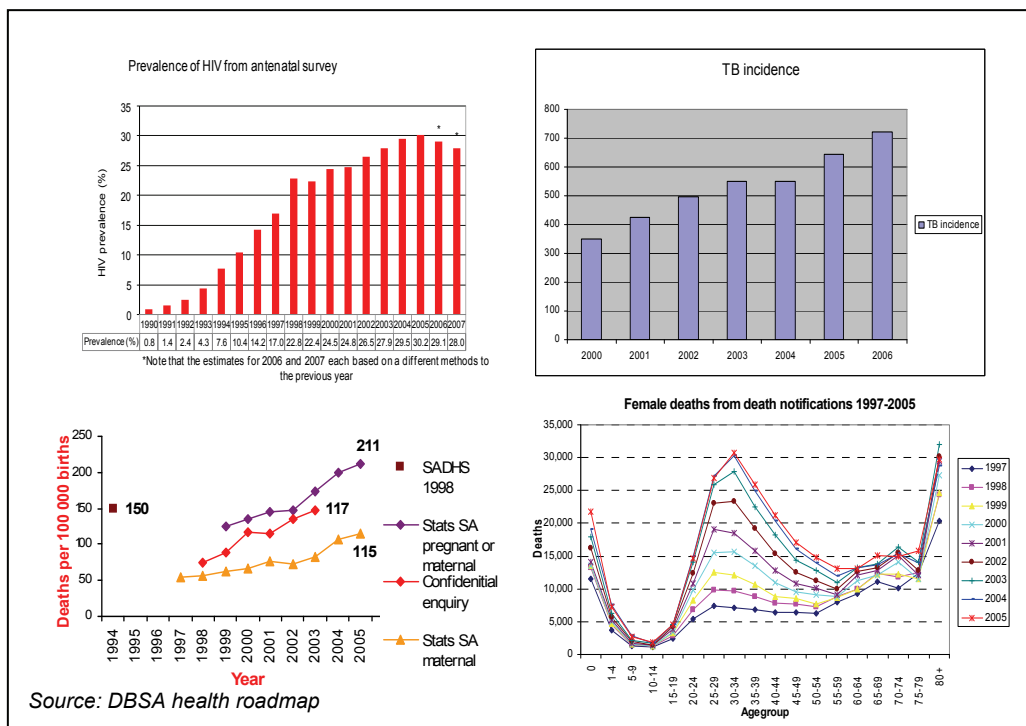 Prevalence of HIV from antenatal survey
HIV prevalence (%)
35
30
25
20
15
10
5
0
1990 1991 1992 1993 1994 1995 1996 1997 1998 1999 2000 2001 2002 2003 2004 2005 2006 2007
Prevalence (%) 0.8 1.4 2.4 4.3 7.6 10.4 14.2 17.0 22.8 22.4 24.5 24.8 26.5 27.9 29.5 30.2 29.1 28.0
* *
*Note that the estimates for 2006 and 2007 each based on a different methods to
the previous year
TB incidence
800
700
600
500
400
300
200
100
0
2000 2001 2002 2003 2004 2005 2006
TB incidence
Deaths per 100 000 births
250
200
150
100
50
0
150
211
117
115
1994 1995 1996 1997 1998 1999 2000 2001 2002 2003 2004 2005
Year
SADHS
1998
Stats SA
pregnant or
maternal
Confidenitial
enquiry
Stats SA
maternal
Female deaths from death notifications 1997-2005
Deaths
35,000
30,000
25,000
20,000
15,000
10,000
5,000
0
0 1-4 5-9 10-14 15-19 20-24 25-29 30-34 35-39 40-44 45-49 50-54 55-59 60-64 65-69 70-74 75-79 80+
Agegroup
1997
1998
1999
2000
2001
2002
2003
2004
2005
Source: DBSA health roadmap